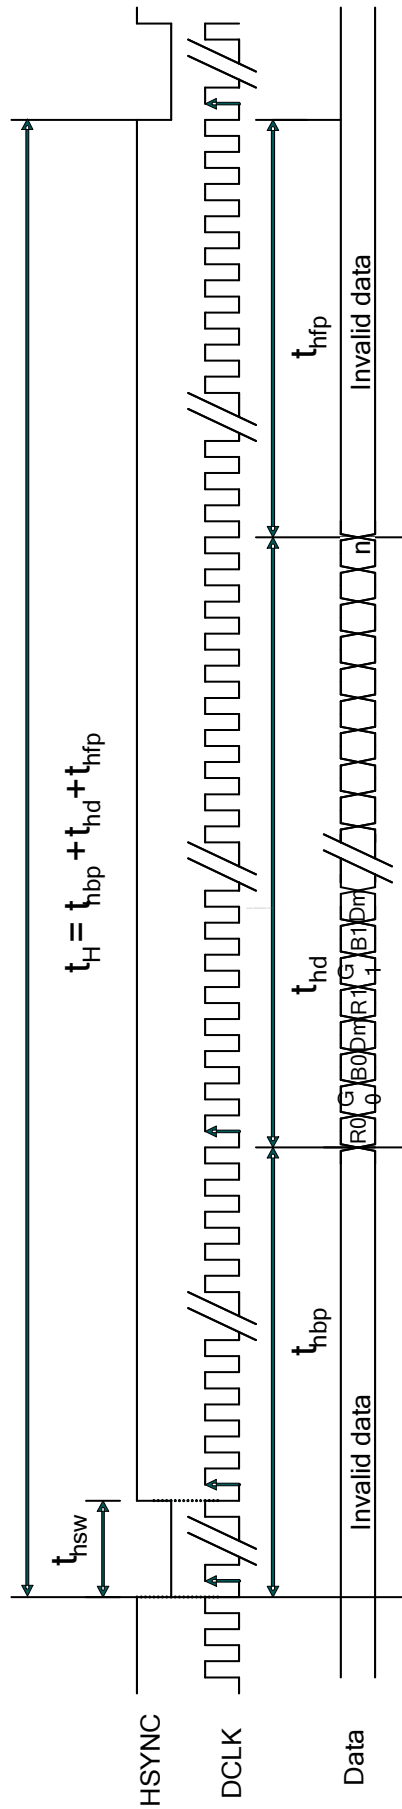 t_H = t_hbp + t_hd + t_hfp
t_hsw
HSYNC
DCLK
t_hbp
t_hd
t_hfp
Data
Invalid data
R0 G0 B0 Dm R1 G1 B1 Dm
n
Invalid data